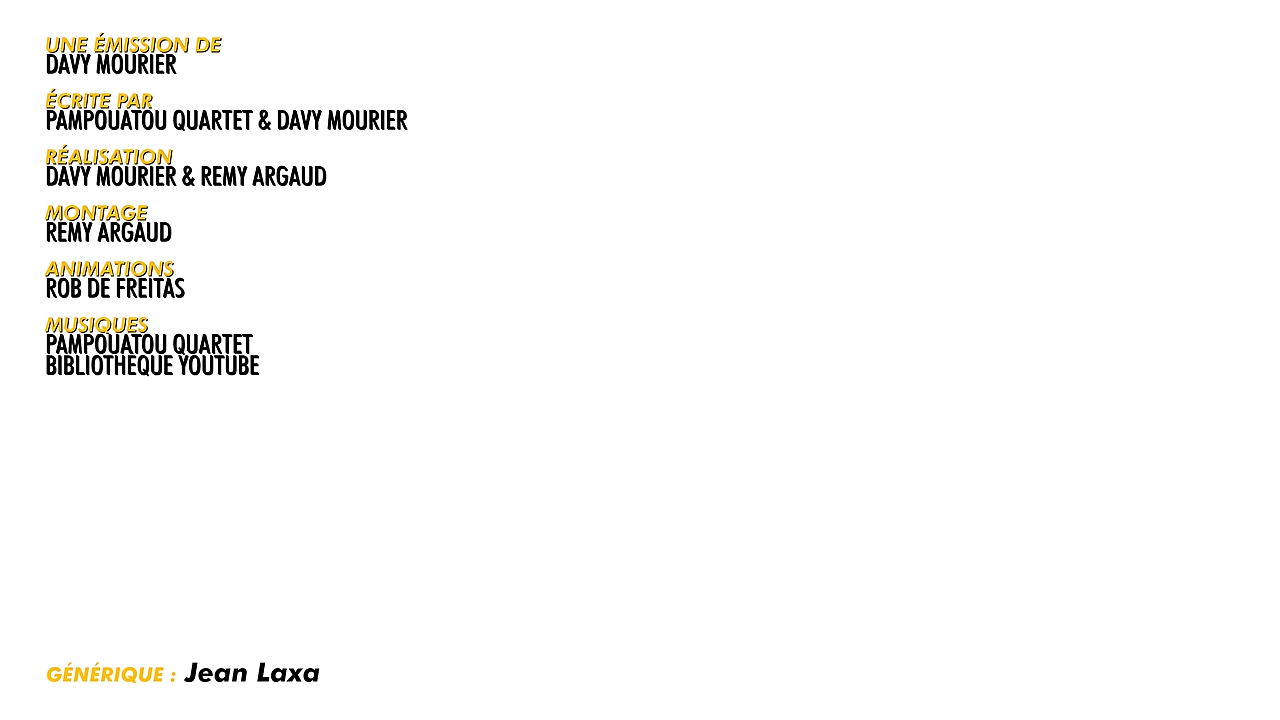 UNE ÉMISSION DE
DAVY MOURIER
ÉCRITE PAR
PAMPOUATOU QUARTET & DAVY MOURIER
RÉALISATION
DAVY MOURIER & REMY ARGAUD
MONTAGE
REMY ARGAUD
ANIMATIONS
ROB DE FREITAS
MUSIQUES
PAMPOUATOU QUARTET
BIBLIOTHEQUE YOUTUBE
GÉNÉRIQUE : Jean Laxa